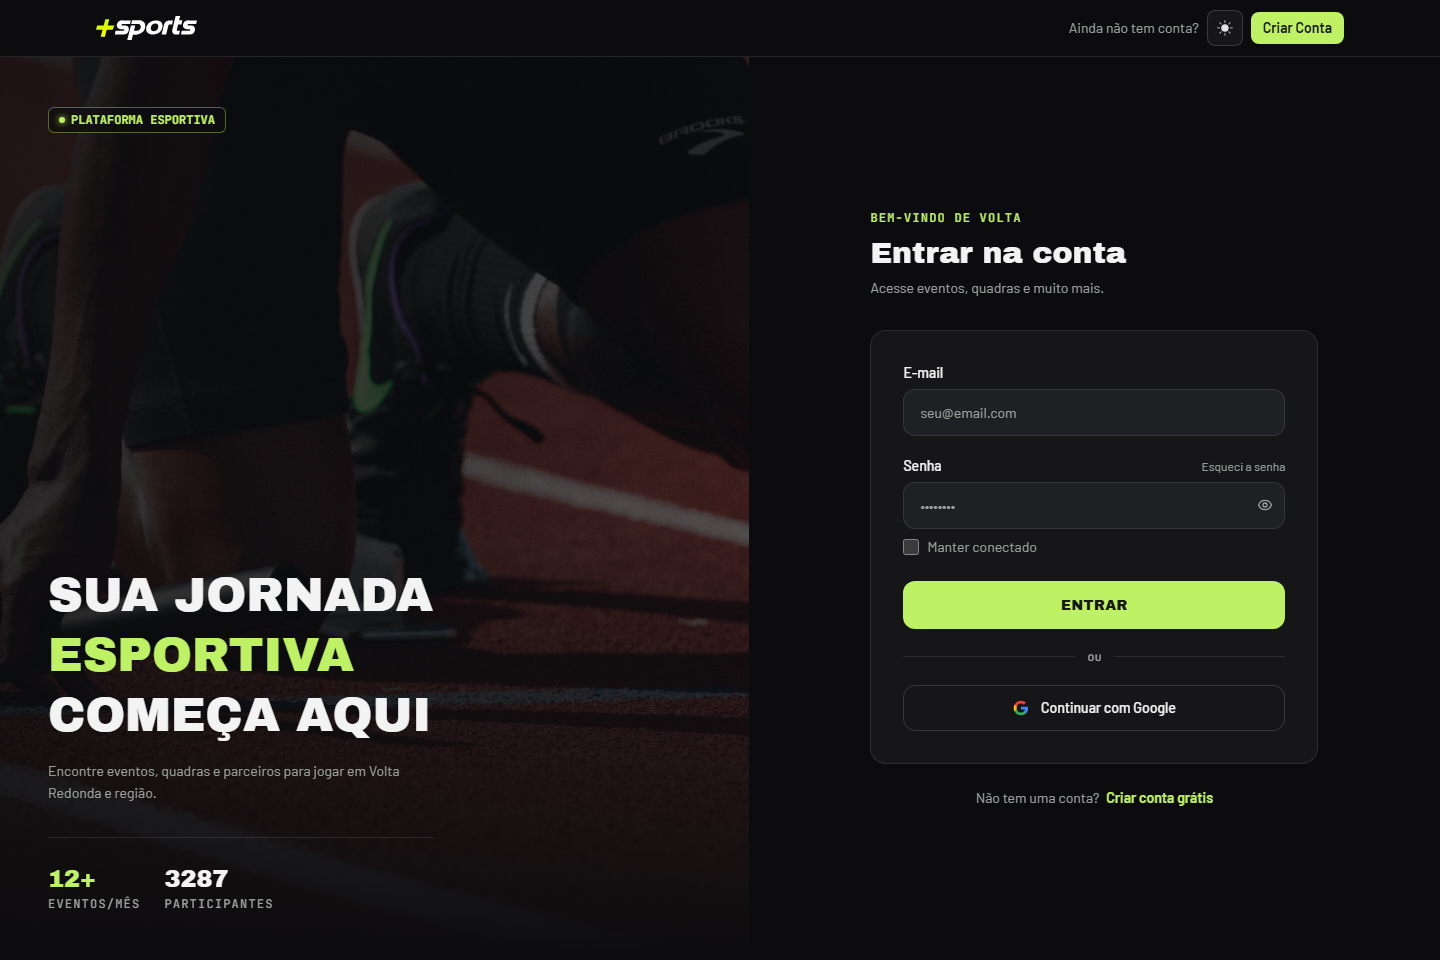 +sports
Ainda não tem conta?
Criar Conta
PLATAFORMA ESPORTIVA
BROOKS
SUA JORNADA
ESPORTIVA
COMEÇA AQUI
Encontre eventos, quadras e parceiros para jogar em Volta
Redonda e região.
12+
EVENTOS/MÊS
3287
PARTICIPANTES
BEM-VINDO DE VOLTA
Entrar na conta
Acesse eventos, quadras e muito mais.
E-mail
seu@email.com
Senha
Esqueci a senha
••••••••
Manter conectado
ENTRAR
OU
Continuar com Google
Não tem uma conta? Criar conta grátis